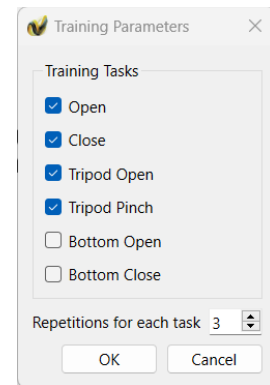 Training Parameters
Training Tasks
Open
Close
Tripod Open
Tripod Pinch
Bottom Open
Bottom Close
Repetitions for each task 3
OK Cancel